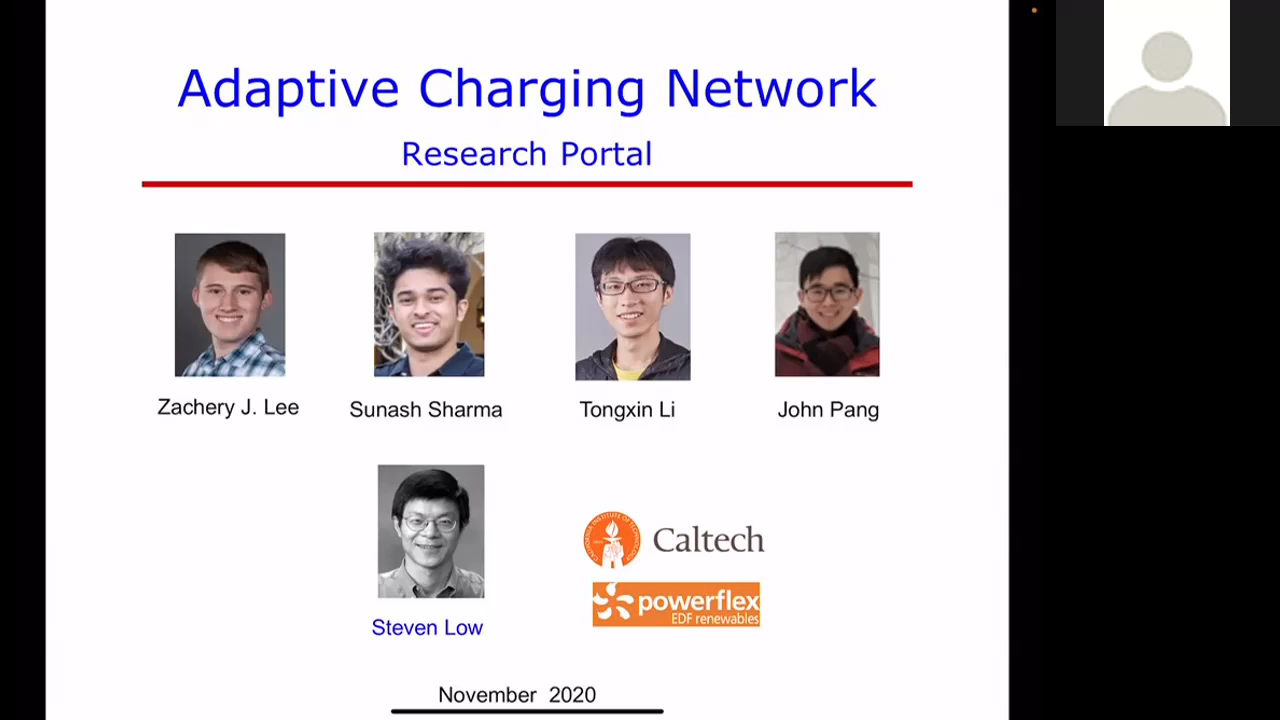 Adaptive Charging Network
Research Portal
Zachery J. Lee
Sunash Sharma
Tongxin Li
John Pang
Caltech
powerflex
EDF renewables
Steven Low
November 2020